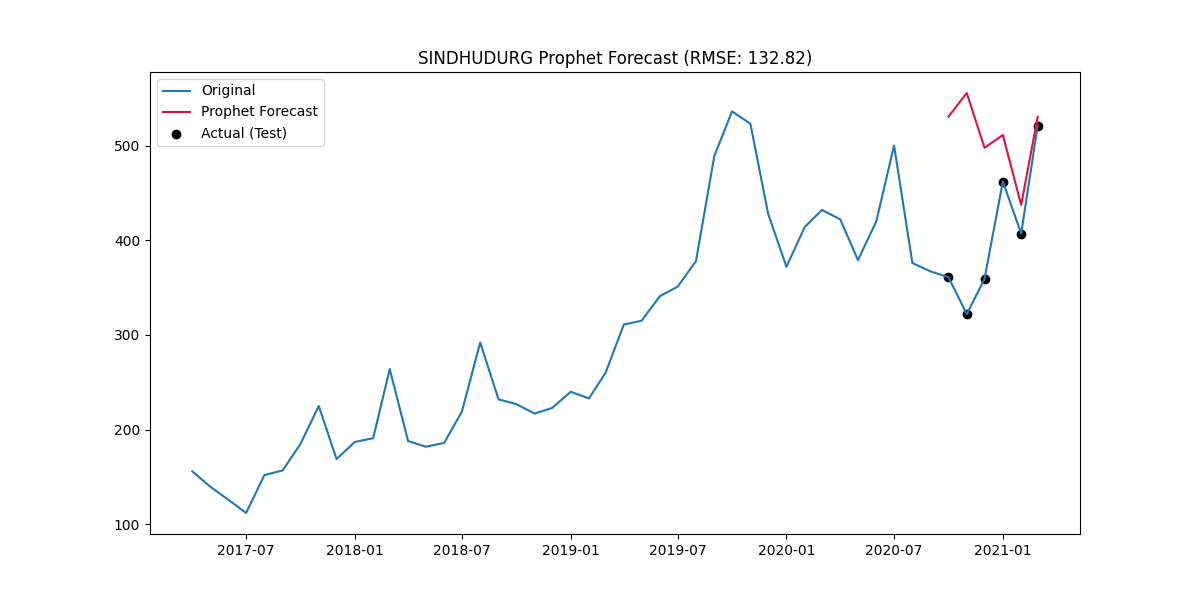 SINDHUDURG Prophet Forecast (RMSE: 132.82)
Original
Prophet Forecast
Actual (Test)
500
400
300
200
100
2017-07 2018-01 2018-07 2019-01 2019-07 2020-01 2020-07 2021-01